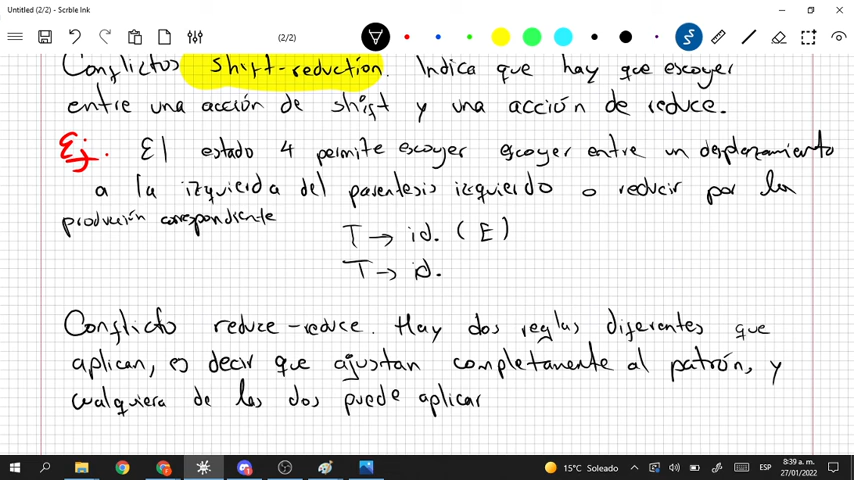 Untitled (2/2) - Scrble Ink
(2/2)
Conflictos shift-reduction. Indica que hay que escoger
entre una acción de shift y una acción de reduce.
Ej. El estado 4 permite escoger escoger entre un desplazamiento
a la izquierda del parentesis izquierdo o reducir por la
produción correspondiente
T → id. ( E )
T → id.
Conflicto reduce-reduce. Hay dos reglas diferentes que
aplican, es decir que ajustan completamente al patrón, y
cualquiera de las dos puede aplicar
15°C Soleado
ESP
8:39 a. m.
27/01/2022